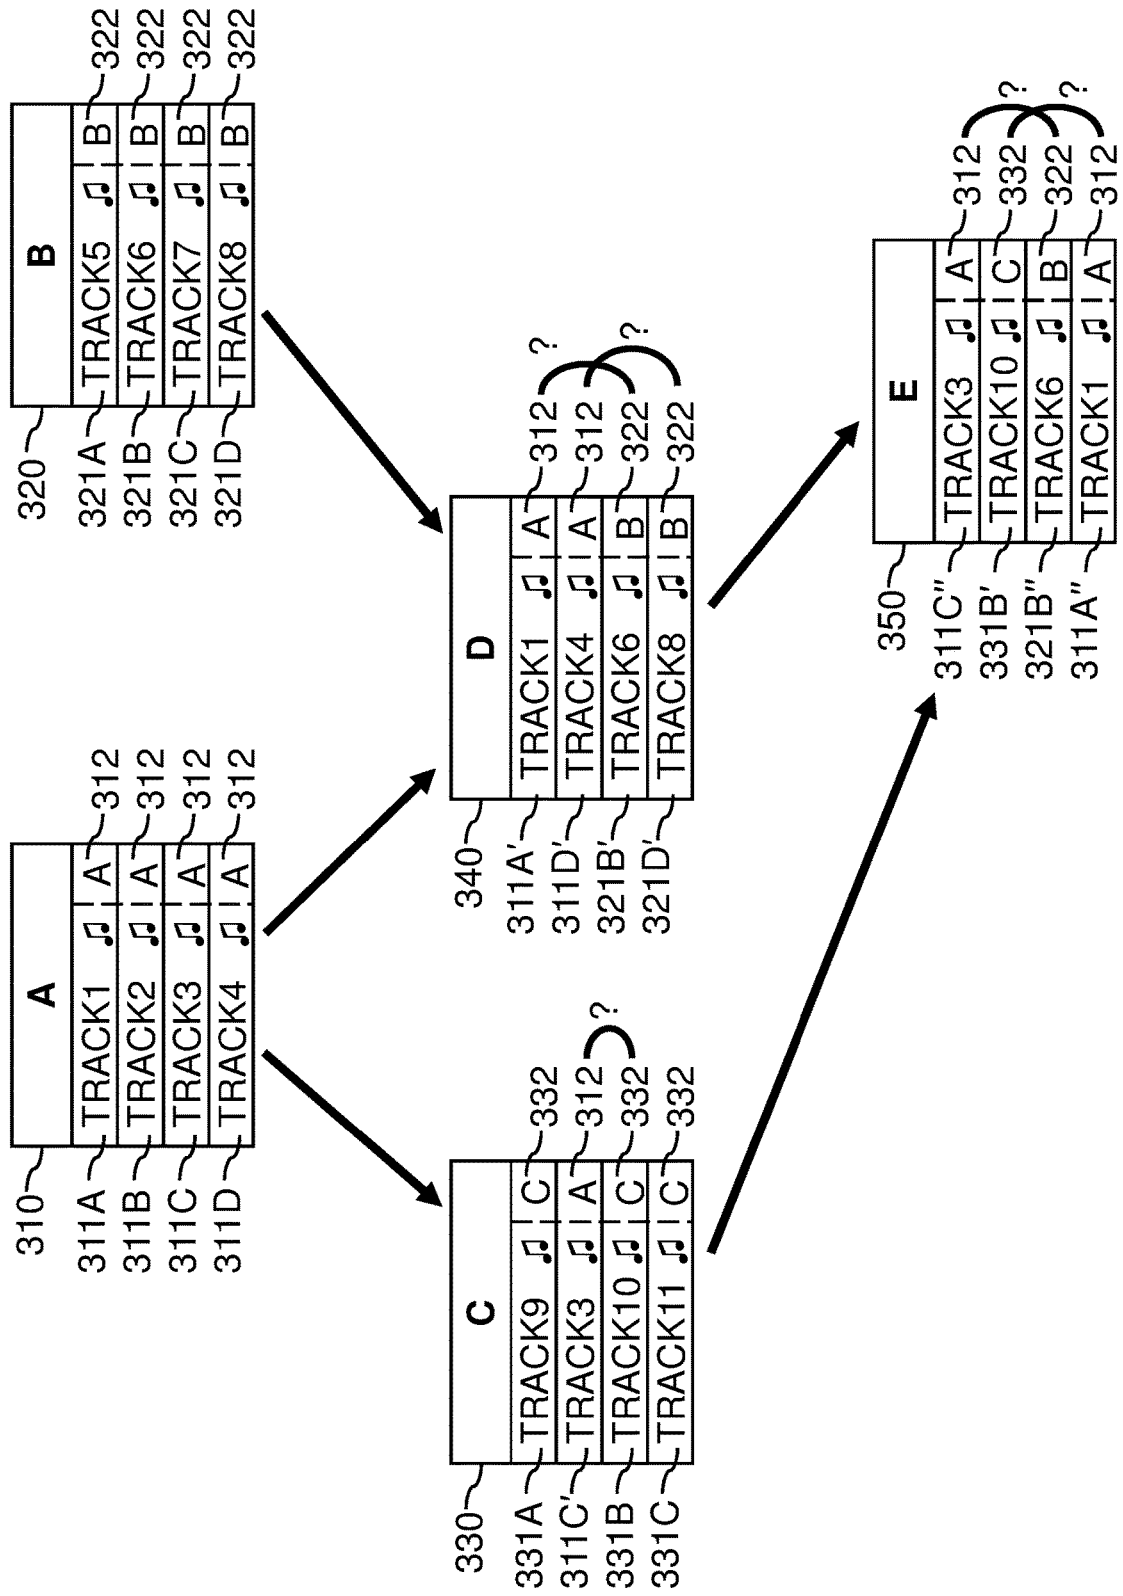 A
310
311A TRACK1 ♫ A 312
311B TRACK2 ♫ A 312
311C TRACK3 ♫ A 312
311D TRACK4 ♫ A 312
B
320
321A TRACK5 ♫ B 322
321B TRACK6 ♫ B 322
321C TRACK7 ♫ B 322
321D TRACK8 ♫ B 322
C
330
331A TRACK9 ♫ C 332
311C' TRACK3 ♫ A 312
?
331B TRACK10 ♫ C 332
331C TRACK11 ♫ C 332
D
340
311A' TRACK1 ♫ A 312
?
311D' TRACK4 ♫ A 312
321B' TRACK6 ♫ B 322
?
321D' TRACK8 ♫ B 322
E
350
311C" TRACK3 ♫ A 312
331B' TRACK10 ♫ C 332
?
321B" TRACK6 ♫ B 322
?
311A" TRACK1 ♫ A 312